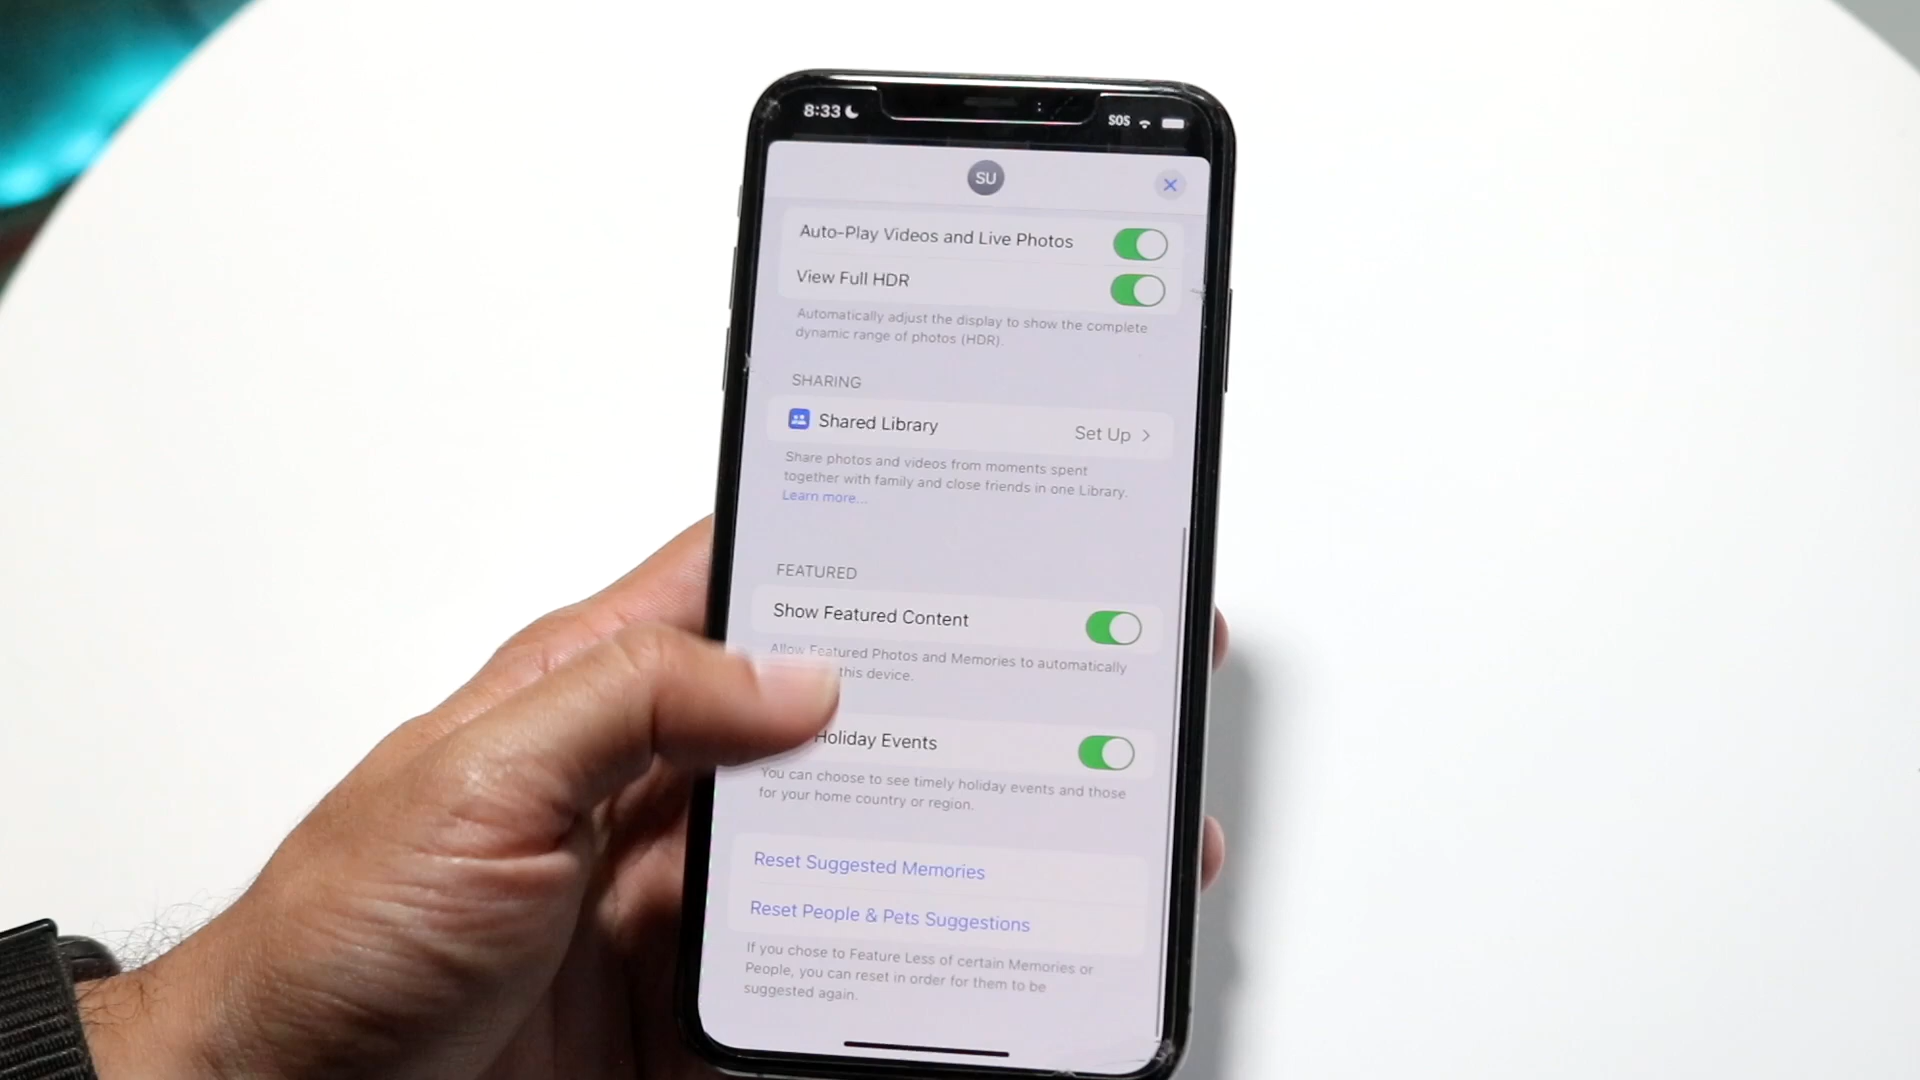 8:33 SOS
SU
Auto-Play Videos and Live Photos
View Full HDR
Automatically adjust the display to show the complete
dynamic range of photos (HDR).
SHARING
Shared Library Set Up
Share photos and videos from moments spent
together with family and close friends in one Library.
Learn more...
FEATURED
Show Featured Content
Allow Featured Photos and Memories to automatically
this device.
Holiday Events
You can choose to see timely holiday events and those
for your home country or region.
Reset Suggested Memories
Reset People & Pets Suggestions
If you chose to Feature Less of certain Memories or
People, you can reset in order for them to be
suggested again.